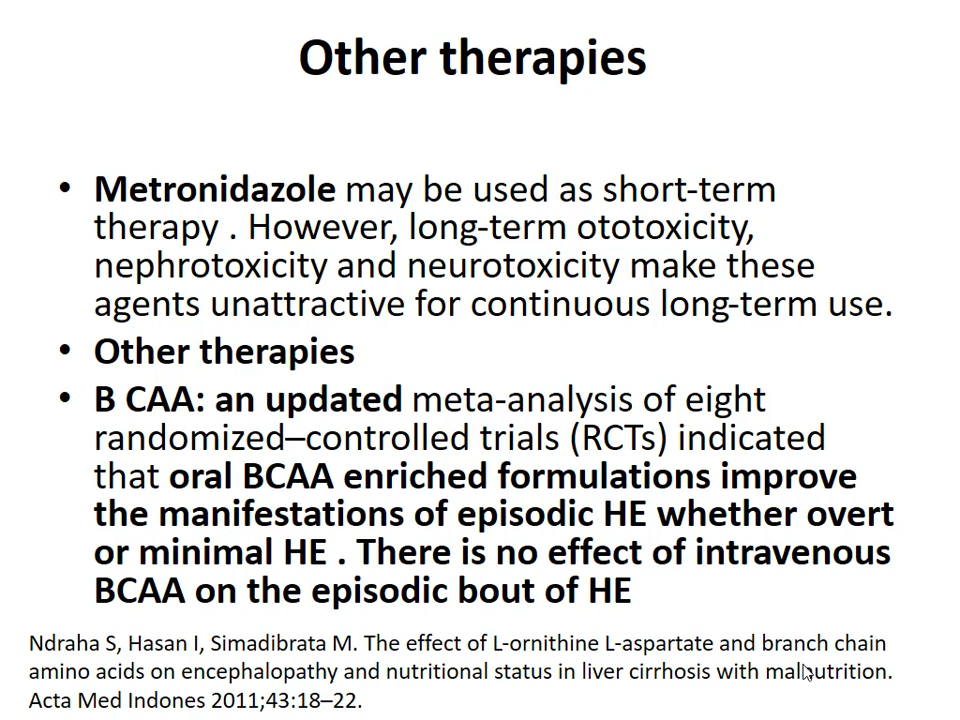 Other therapies
• Metronidazole may be used as short-term
therapy . However, long-term ototoxicity,
nephrotoxicity and neurotoxicity make these
agents unattractive for continuous long-term use.
• Other therapies
• B CAA: an updated meta-analysis of eight
randomized–controlled trials (RCTs) indicated
that oral BCAA enriched formulations improve
the manifestations of episodic HE whether overt
or minimal HE . There is no effect of intravenous
BCAA on the episodic bout of HE
Ndraha S, Hasan I, Simadibrata M. The effect of L-ornithine L-aspartate and branch chain
amino acids on encephalopathy and nutritional status in liver cirrhosis with malnutrition.
Acta Med Indones 2011;43:18–22.